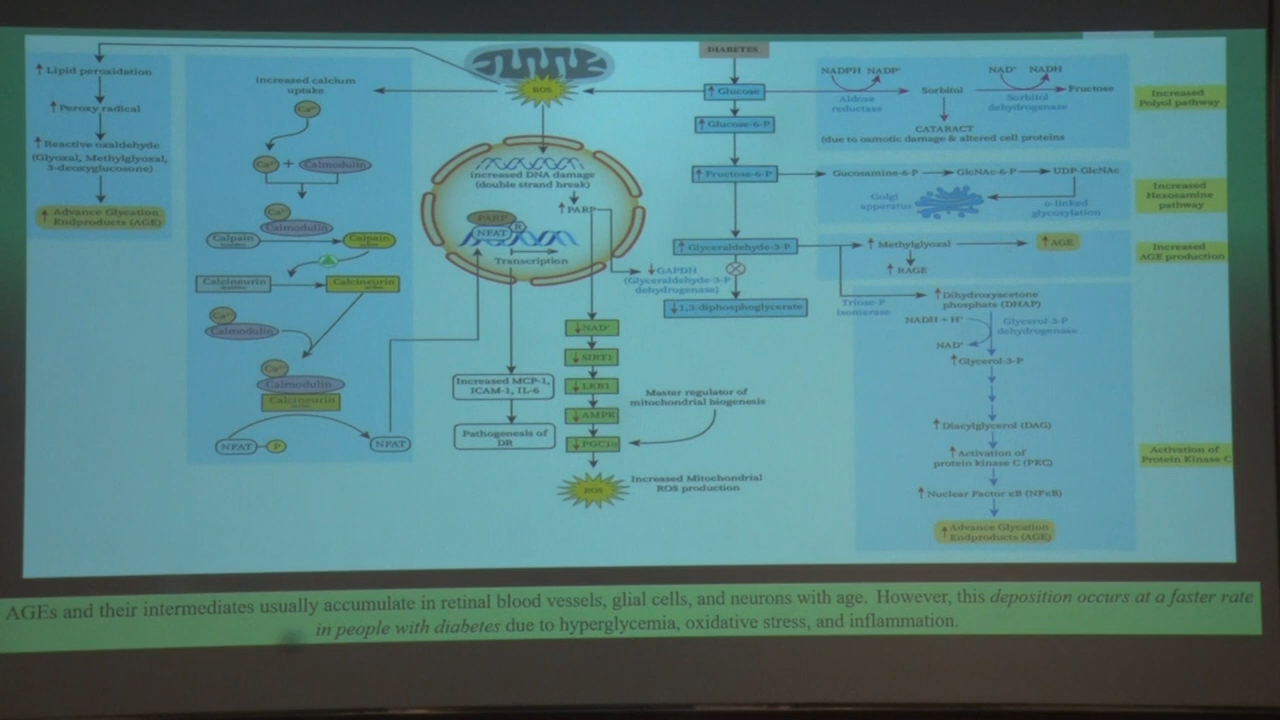 ↑ Lipid peroxidation
↑ Peroxy radical
↑ Reactive oxaldehyde
(Glyoxal, Methylglyoxal,
3-deoxyglucosone)
↑ Advance Glycation
Endproducts (AGE)
increased calcium
uptake
Ca²⁺
Ca²⁺ + Calmodulin
Ca²⁺
Calmodulin
Calpain
Calpain
Calcineurin
Calcineurin
Ca²⁺
Calmodulin
Ca²⁺
Calmodulin
Calcineurin
NFAT P
NFAT
ROS
increased DNA damage
(double strand break)
↑ PARP
PARP
NFAT R
Transcription
↓ GAPDH
(Glyceraldehyde-3-P
dehydrogenase)
Increased MCP-1,
ICAM-1, IL-6
Pathogenesis of
DR
↓ NAD⁺
↓ SIRT1
↓ LKB1
↓ AMPK
↓ PGC1α
ROS
Master regulator of
mitochondrial biogenesis
Increased Mitochondrial
ROS production
DIABETES
↑ Glucose
↑ Glucose-6-P
↑ Fructose-6-P
↑ Glyceraldehyde-3-P
↓ 1,3-diphosphoglycerate
NADPH NADP⁺
Aldose
reductase
Sorbitol
NAD⁺ NADH
Sorbitol
dehydrogenase
Fructose
CATARACT
(due to osmotic damage & altered cell proteins
Increased
Polyol pathway
Glucosamine-6-P
GlcNAc-6-P
UDP-GlcNAc
Golgi
apparatus
glycosylation
Increased
Hexosamine
pathway
↑ Methylglyoxal
↑ AGE
↑ RAGE
Increased
AGE production
Triose-P
isomerase
↑ Dihydroxyacetone
phosphate (DHAP)
NADH + H⁺
Glycerol-3-P
dehydrogenase
NAD⁺
↑ Glycerol-3-P
↑ Diacylglycerol (DAG)
↑ Activation of
protein kinase C (PKC)
↑ Nuclear Factor κB (NFκB)
↑ Advance Glycation
Endproducts (AGE)
Activation of
Protein Kinase C
AGEs and their intermediates usually accumulate in retinal blood vessels, glial cells, and neurons with age. However, this deposition occurs at a faster rate
in people with diabetes due to hyperglycemia, oxidative stress, and inflammation.